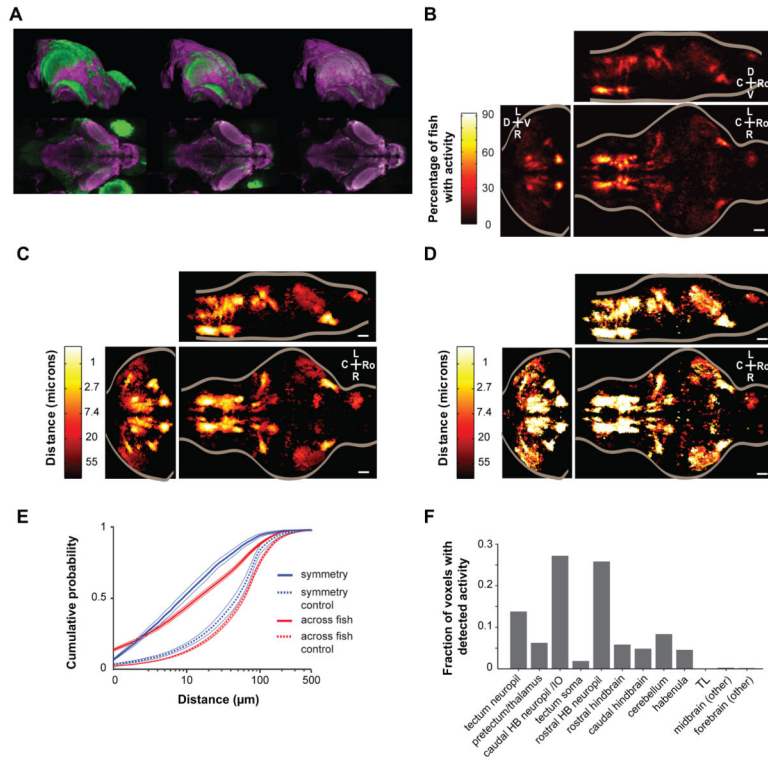 A
B
Percentage of fish
with activity
90
60
30
0
D
C Ro
V
L
D V
R
L
C Ro
R
C
Distance (microns)
1
2.7
7.4
20
55
L
C Ro
R
D
Distance (microns)
1
2.7
7.4
20
55
L
C Ro
R
E
Cumulative probability
1
0.5
0
0 10 100 500
Distance (µm)
symmetry
symmetry
control
across fish
across fish
control
F
Fraction of voxels with
detected activity
0.3
0.2
0.1
0
tectum neuropil
pretectum/thalamus
caudal HB neuropil /IO
tectum soma
rostral HB neuropil
rostral hindbrain
caudal hindbrain
cerebellum
habenula
TL
midbrain (other)
forebrain (other)